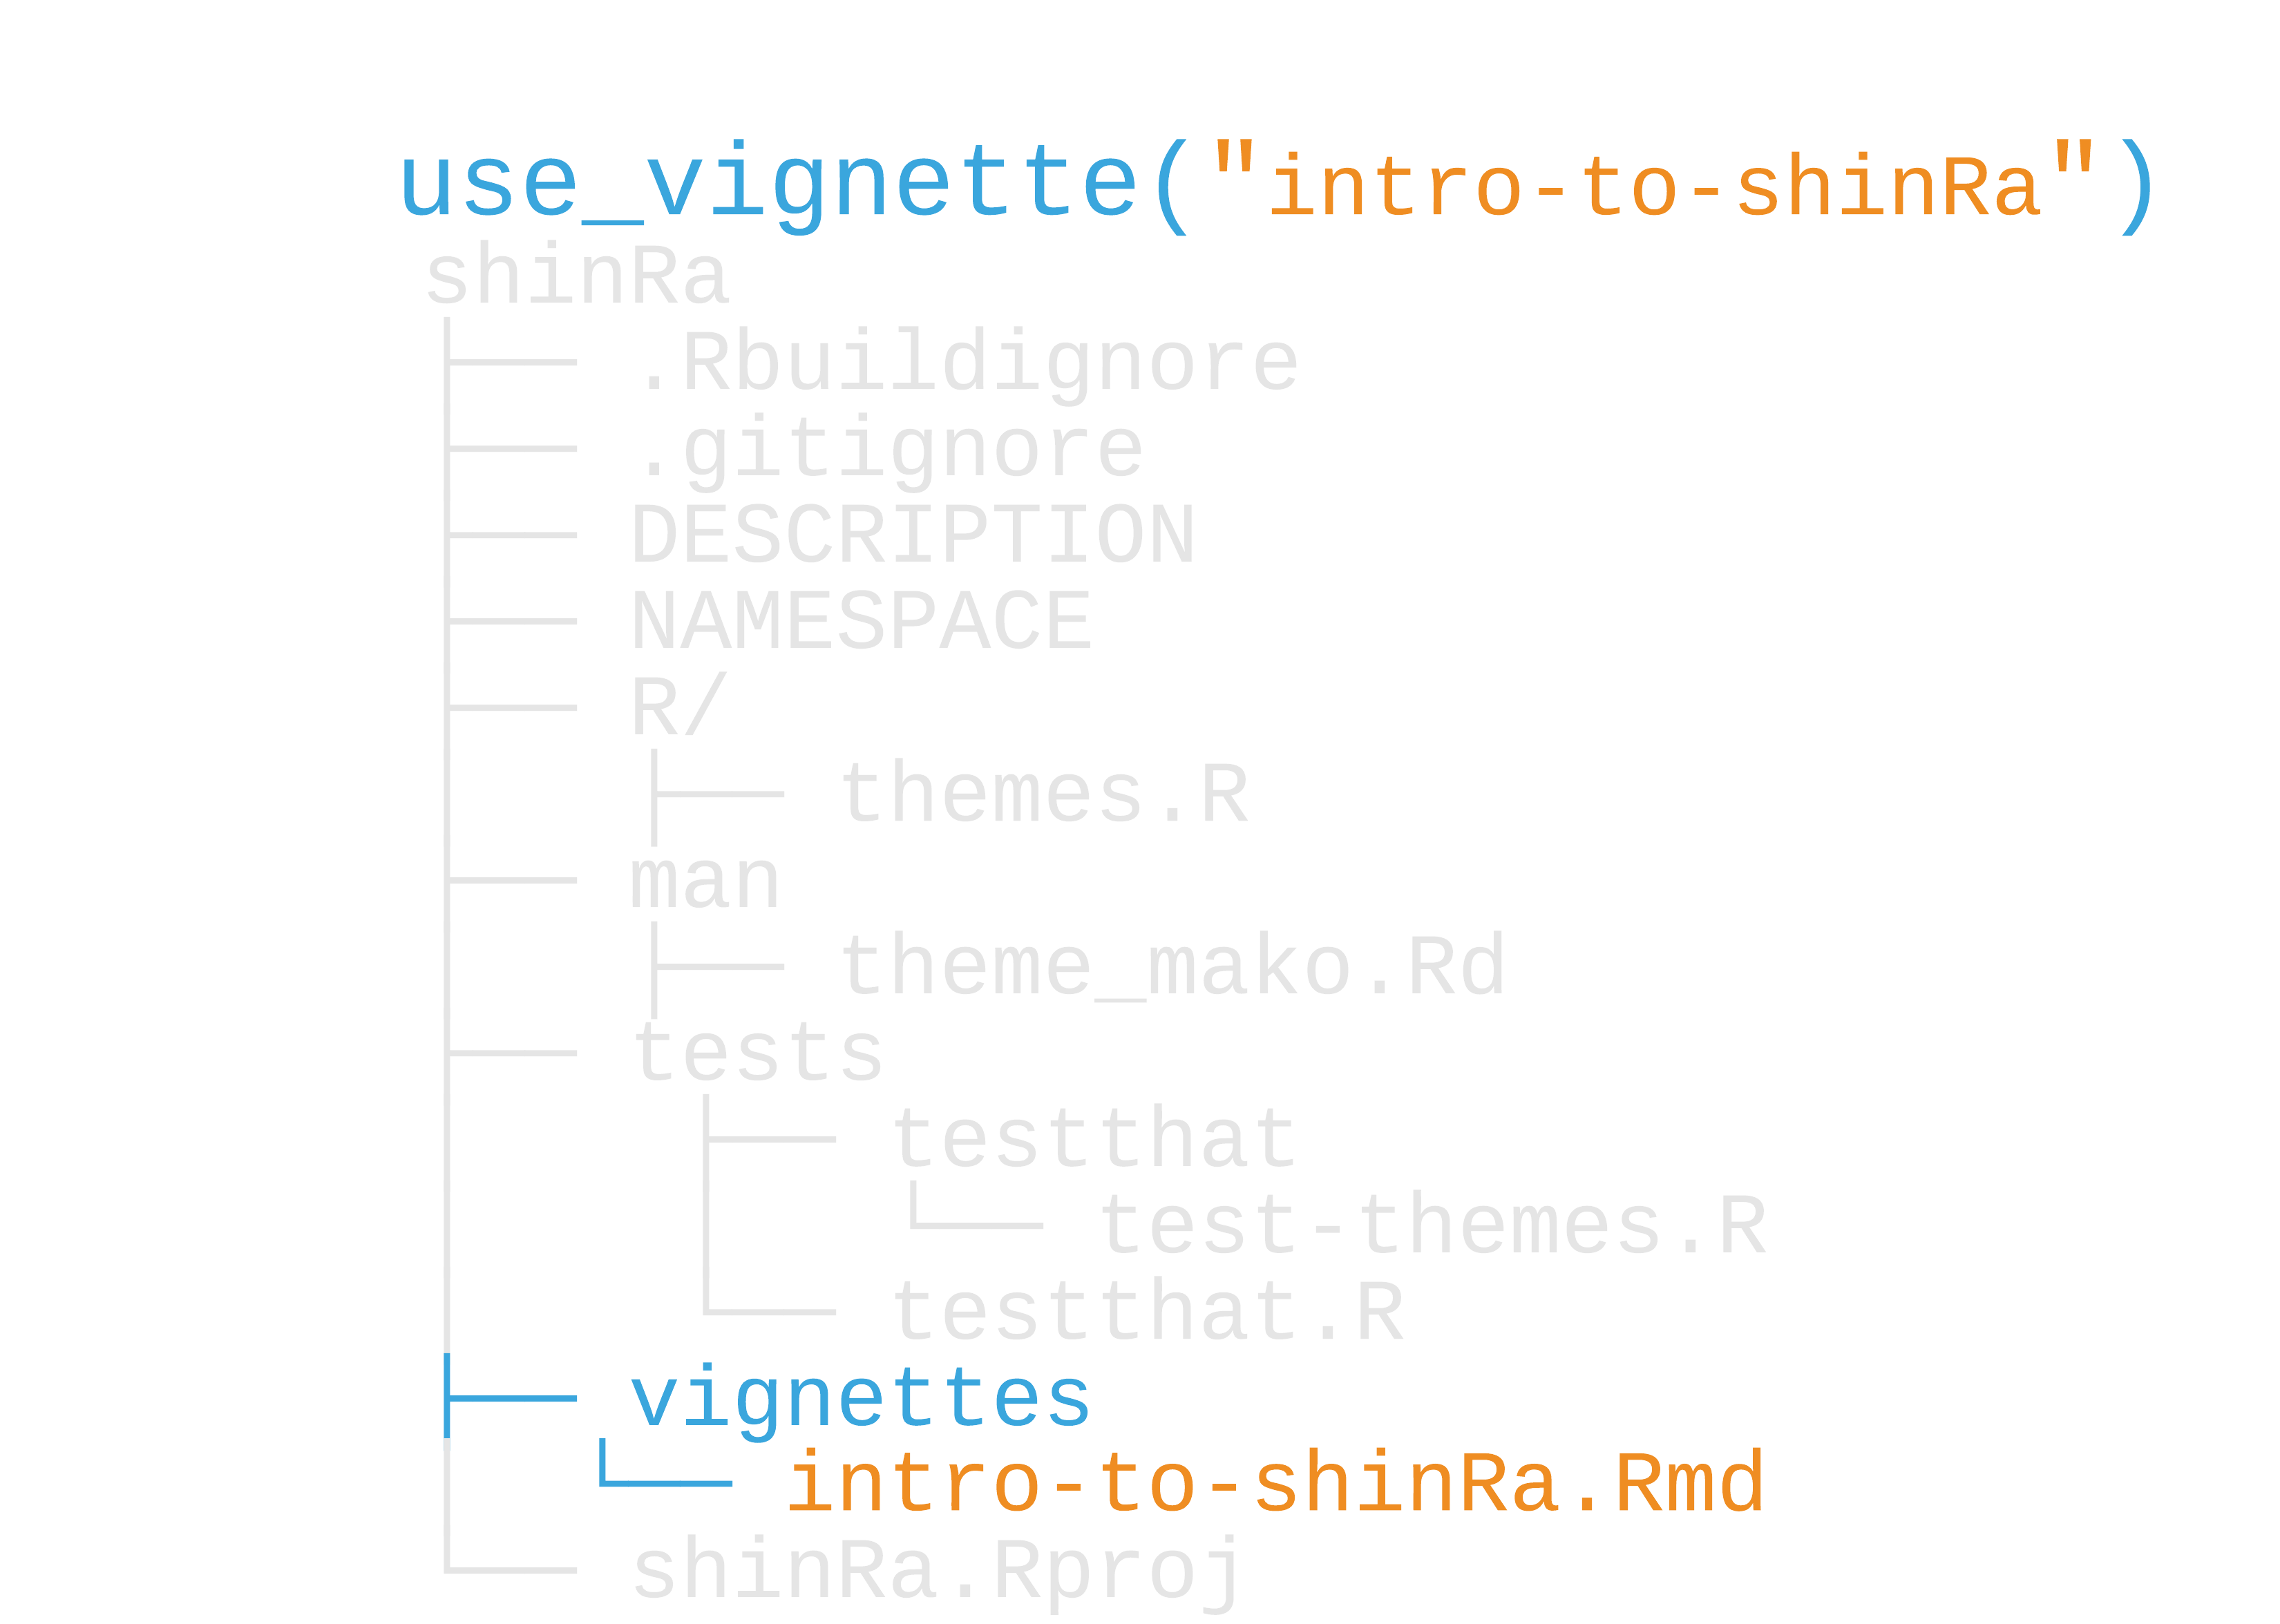 use_vignette("intro-to-shinRa")
shinRa
.Rbuildignore
.gitignore
DESCRIPTION
NAMESPACE
R/
themes.R
man
theme_mako.Rd
tests
testthat
test-themes.R
testthat.R
vignettes
intro-to-shinRa.Rmd
shinRa.Rproj